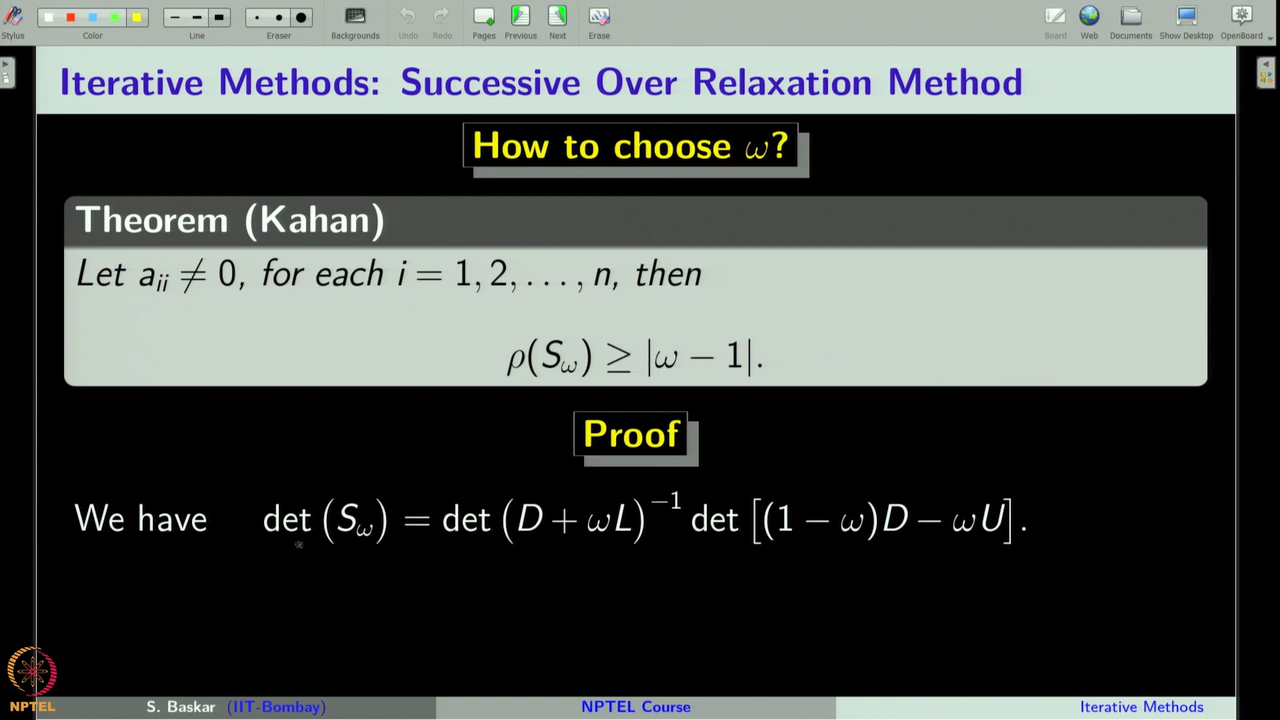 Stylus Color Line Eraser Backgrounds Undo Redo Pages Previous Next Erase Board Web Documents Show Desktop OpenBoard
Iterative Methods: Successive Over Relaxation Method
How to choose ω?
Theorem (Kahan)
Let aᵢᵢ ≠ 0, for each i = 1, 2, . . . , n, then
ρ(S_ω) ≥ |ω − 1|.
Proof
We have det (S_ω) = det (D + ωL)⁻¹ det [(1 − ω)D − ωU].
NPTEL
S. Baskar (IIT-Bombay) NPTEL Course Iterative Methods